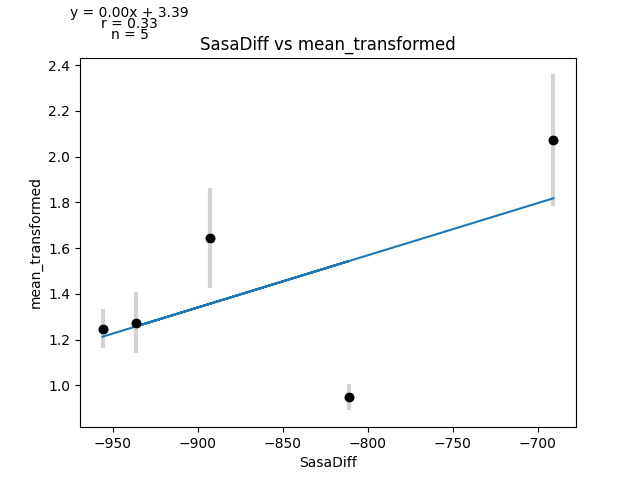 y = 0.00x + 3.39
r = 0.33
n = 5
SasaDiff vs mean_transformed
2.4
2.2
2.0
1.8
1.6
1.4
1.2
1.0
mean_transformed
−950
−900
−850
−800
−750
−700
SasaDiff